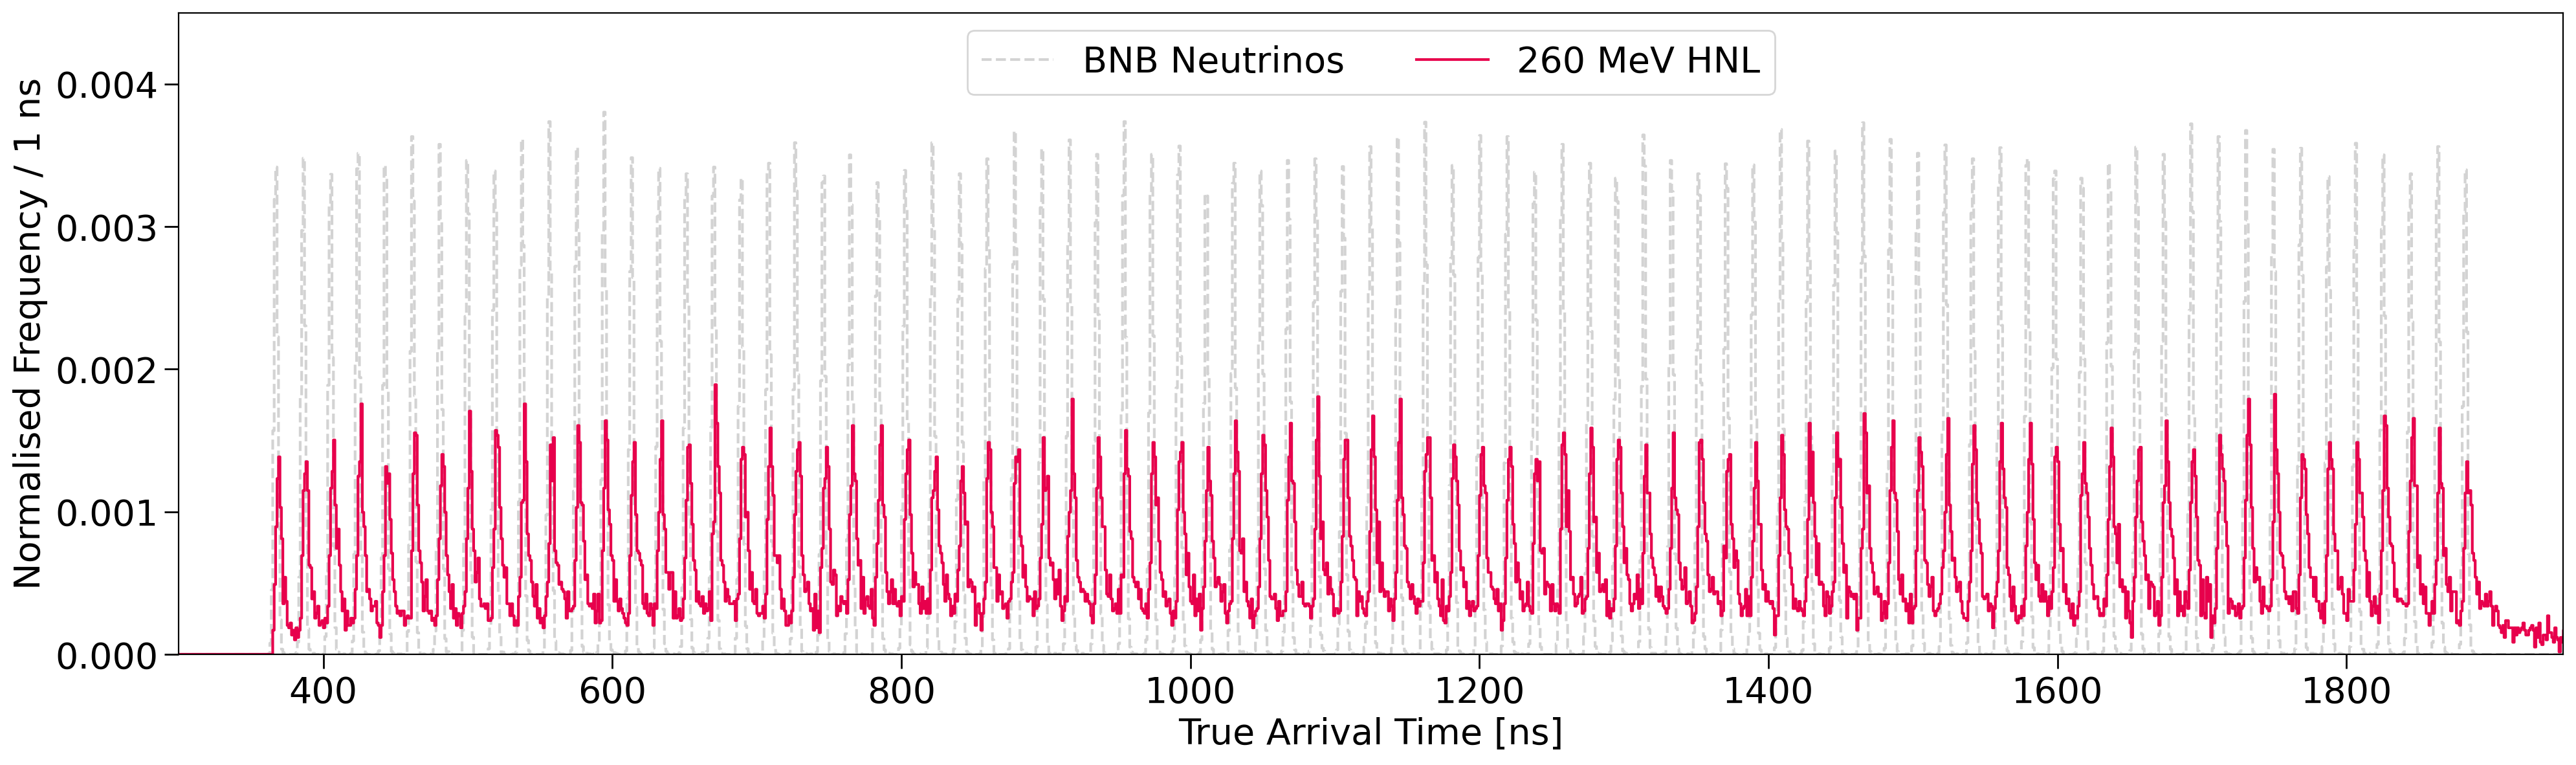 BNB Neutrinos
260 MeV HNL
Normalised Frequency / 1 ns
0.004
0.003
0.002
0.001
0.000
400 600 800 1000 1200 1400 1600 1800
True Arrival Time [ns]